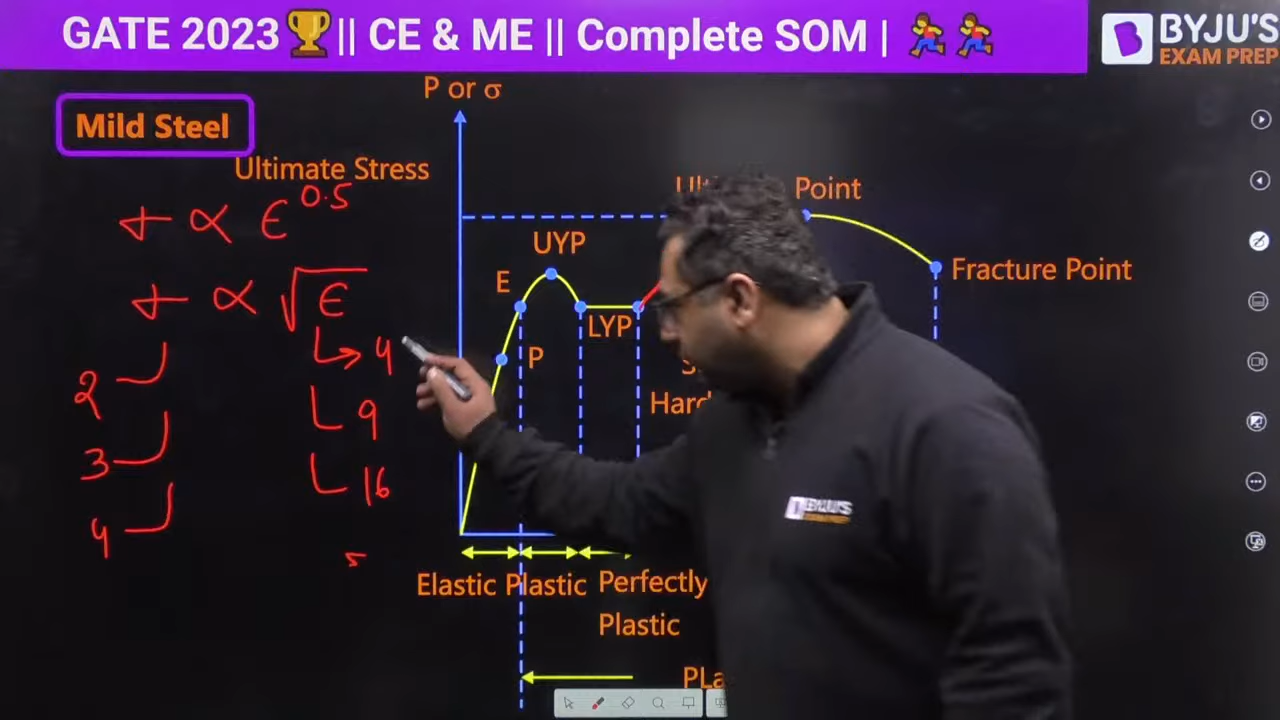 GATE 2023🏆|| CE & ME || Complete SOM | 🏃🏃
BYJU'S
EXAM PREP
P or σ
Mild Steel
Ultimate Stress
Point
σ ∝ ε^0.5
UYP
E
Fracture Point
σ ∝ √ε
LYP
P
4
2
9
3
16
4
5
BYJU'S
Elastic
Plastic
Perfectly
Plastic